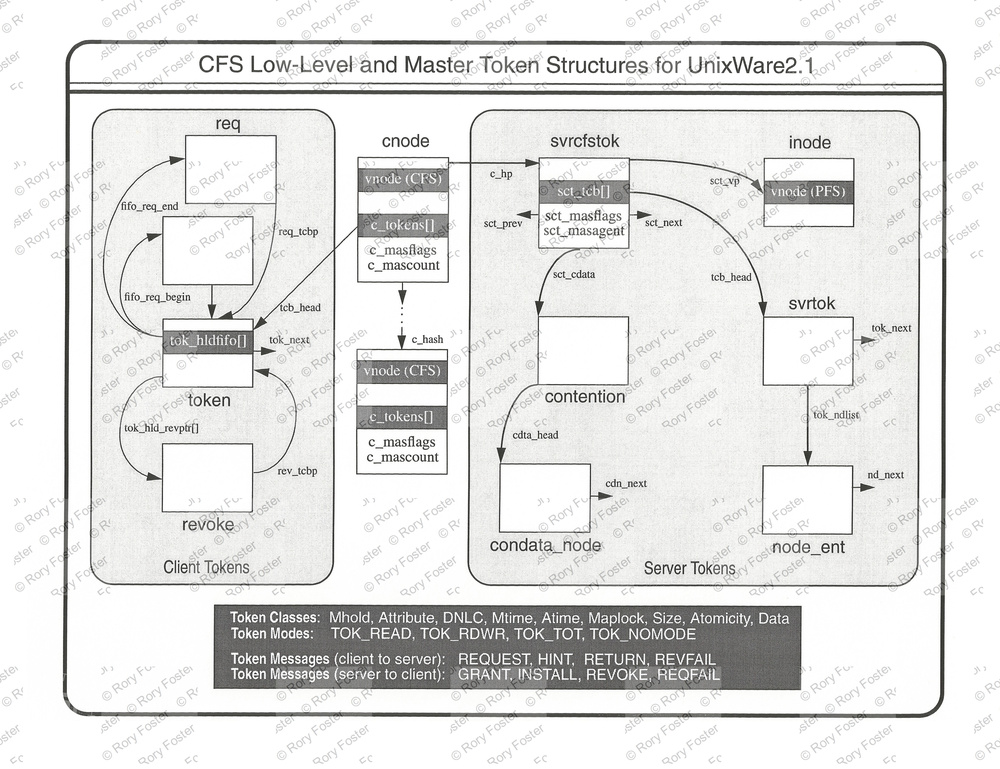 CFS Low-Level and Master Token Structures for UnixWare2.1
req
fifo_req_end
req_tcbp
fifo_req_begin
tok_hldfifo[]
tok_next
token
tok_hld_revptr[]
rev_tcbp
revoke
Client Tokens
cnode
vnode (CFS)
c_tokens[]
c_masflags
c_mascount
tcb_head
c_hash
vnode (CFS)
c_tokens[]
c_masflags
c_mascount
c_hp
svrcfstok
sct_tcb[]
sct_masflags
sct_masagent
sct_prev
sct_next
sct_vp
inode
vnode (PFS)
sct_cdata
tcb_head
svrtok
tok_next
contention
tok_ndlist
cdta_head
cdn_next
nd_next
condata_node
node_ent
Server Tokens
Token Classes: Mhold, Attribute, DNLC, Mtime, Atime, Maplock, Size, Atomicity, Data
Token Modes: TOK_READ, TOK_RDWR, TOK_TOT, TOK_NOMODE
Token Messages (client to server): REQUEST, HINT, RETURN, REVFAIL
Token Messages (server to client): GRANT, INSTALL, REVOKE, REQFAIL
© Rory Foster